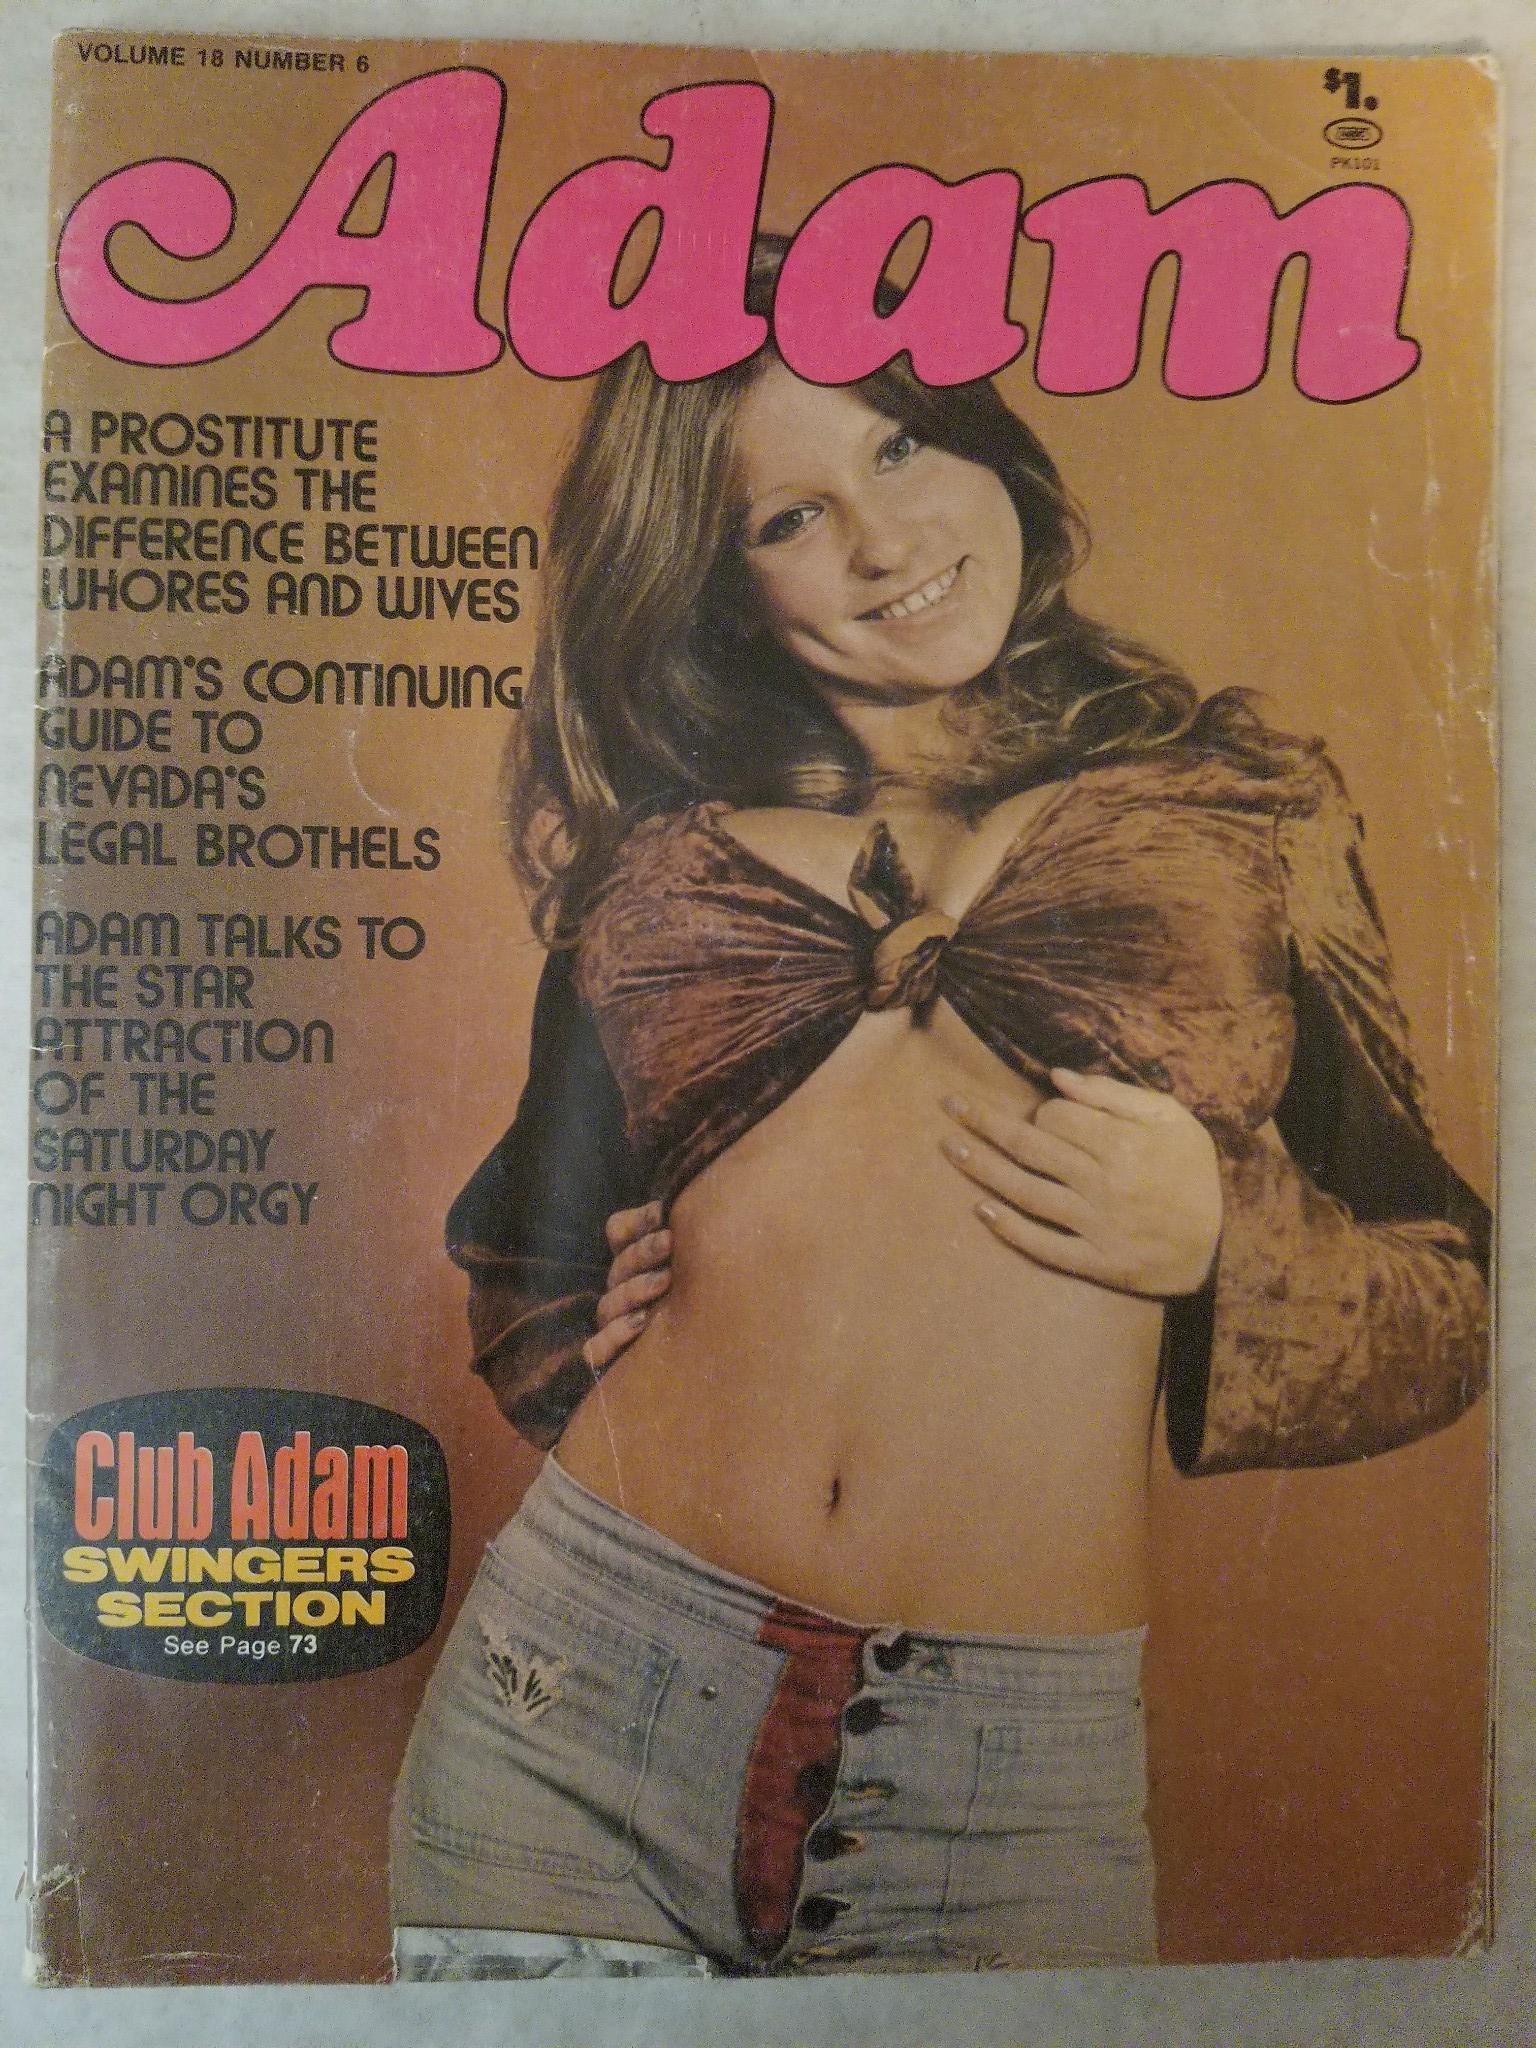 VOLUME 18 NUMBER 6
$1.
PK101
Adam
A PROSTITUTE
EXAMINES THE
DIFFERENCE BETWEEN
WHORES AND WIVES
ADAM'S CONTINUING
GUIDE TO
NEVADA'S
LEGAL BROTHELS
ADAM TALKS TO
THE STAR
ATTRACTION
OF THE
SATURDAY
NIGHT ORGY
Club Adam
SWINGERS
SECTION
See Page 73